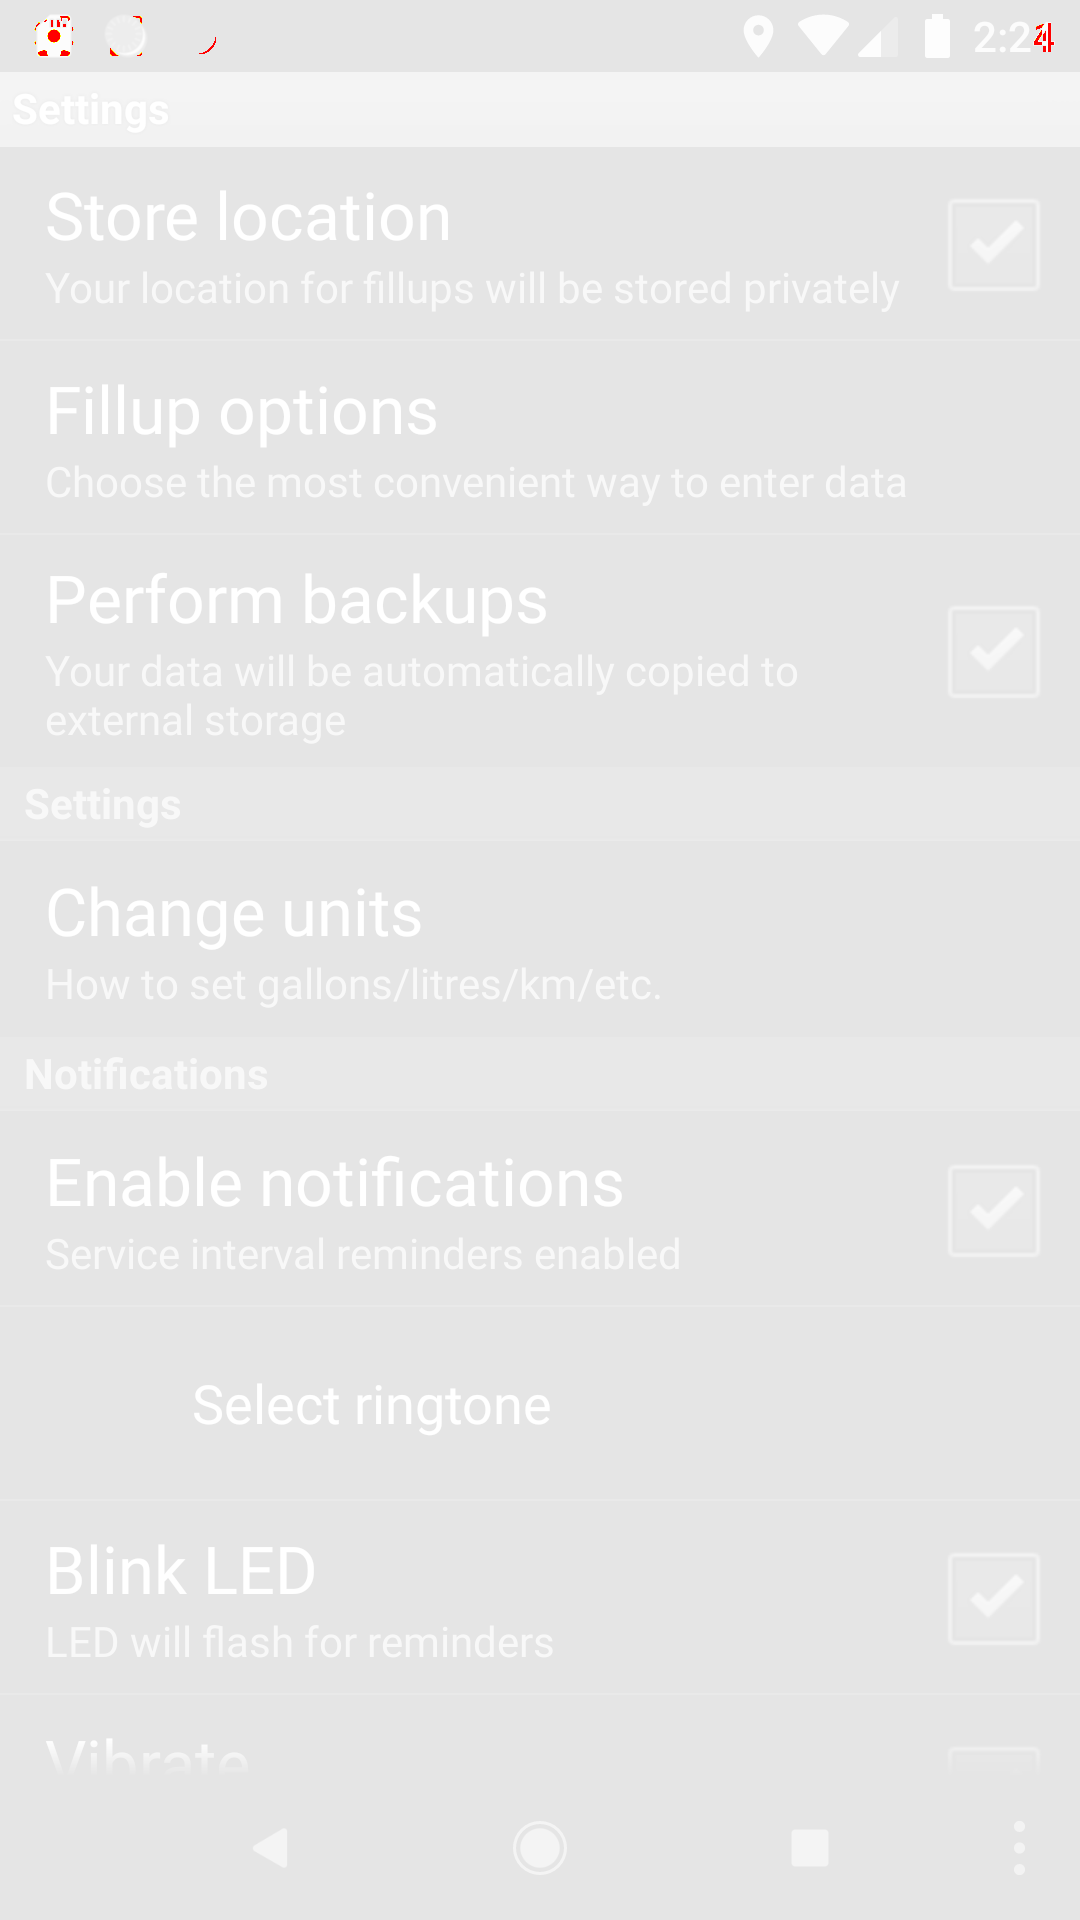 Settings
Store location
Your location for fillups will be stored privately
Fillup options
Choose the most convenient way to enter data
Perform backups
Your data will be automatically copied to
external storage
Settings
Change units
How to set gallons/litres/km/etc.
Notifications
Enable notifications
Service interval reminders enabled
Select ringtone
Blink LED
LED will flash for reminders
Vibrate